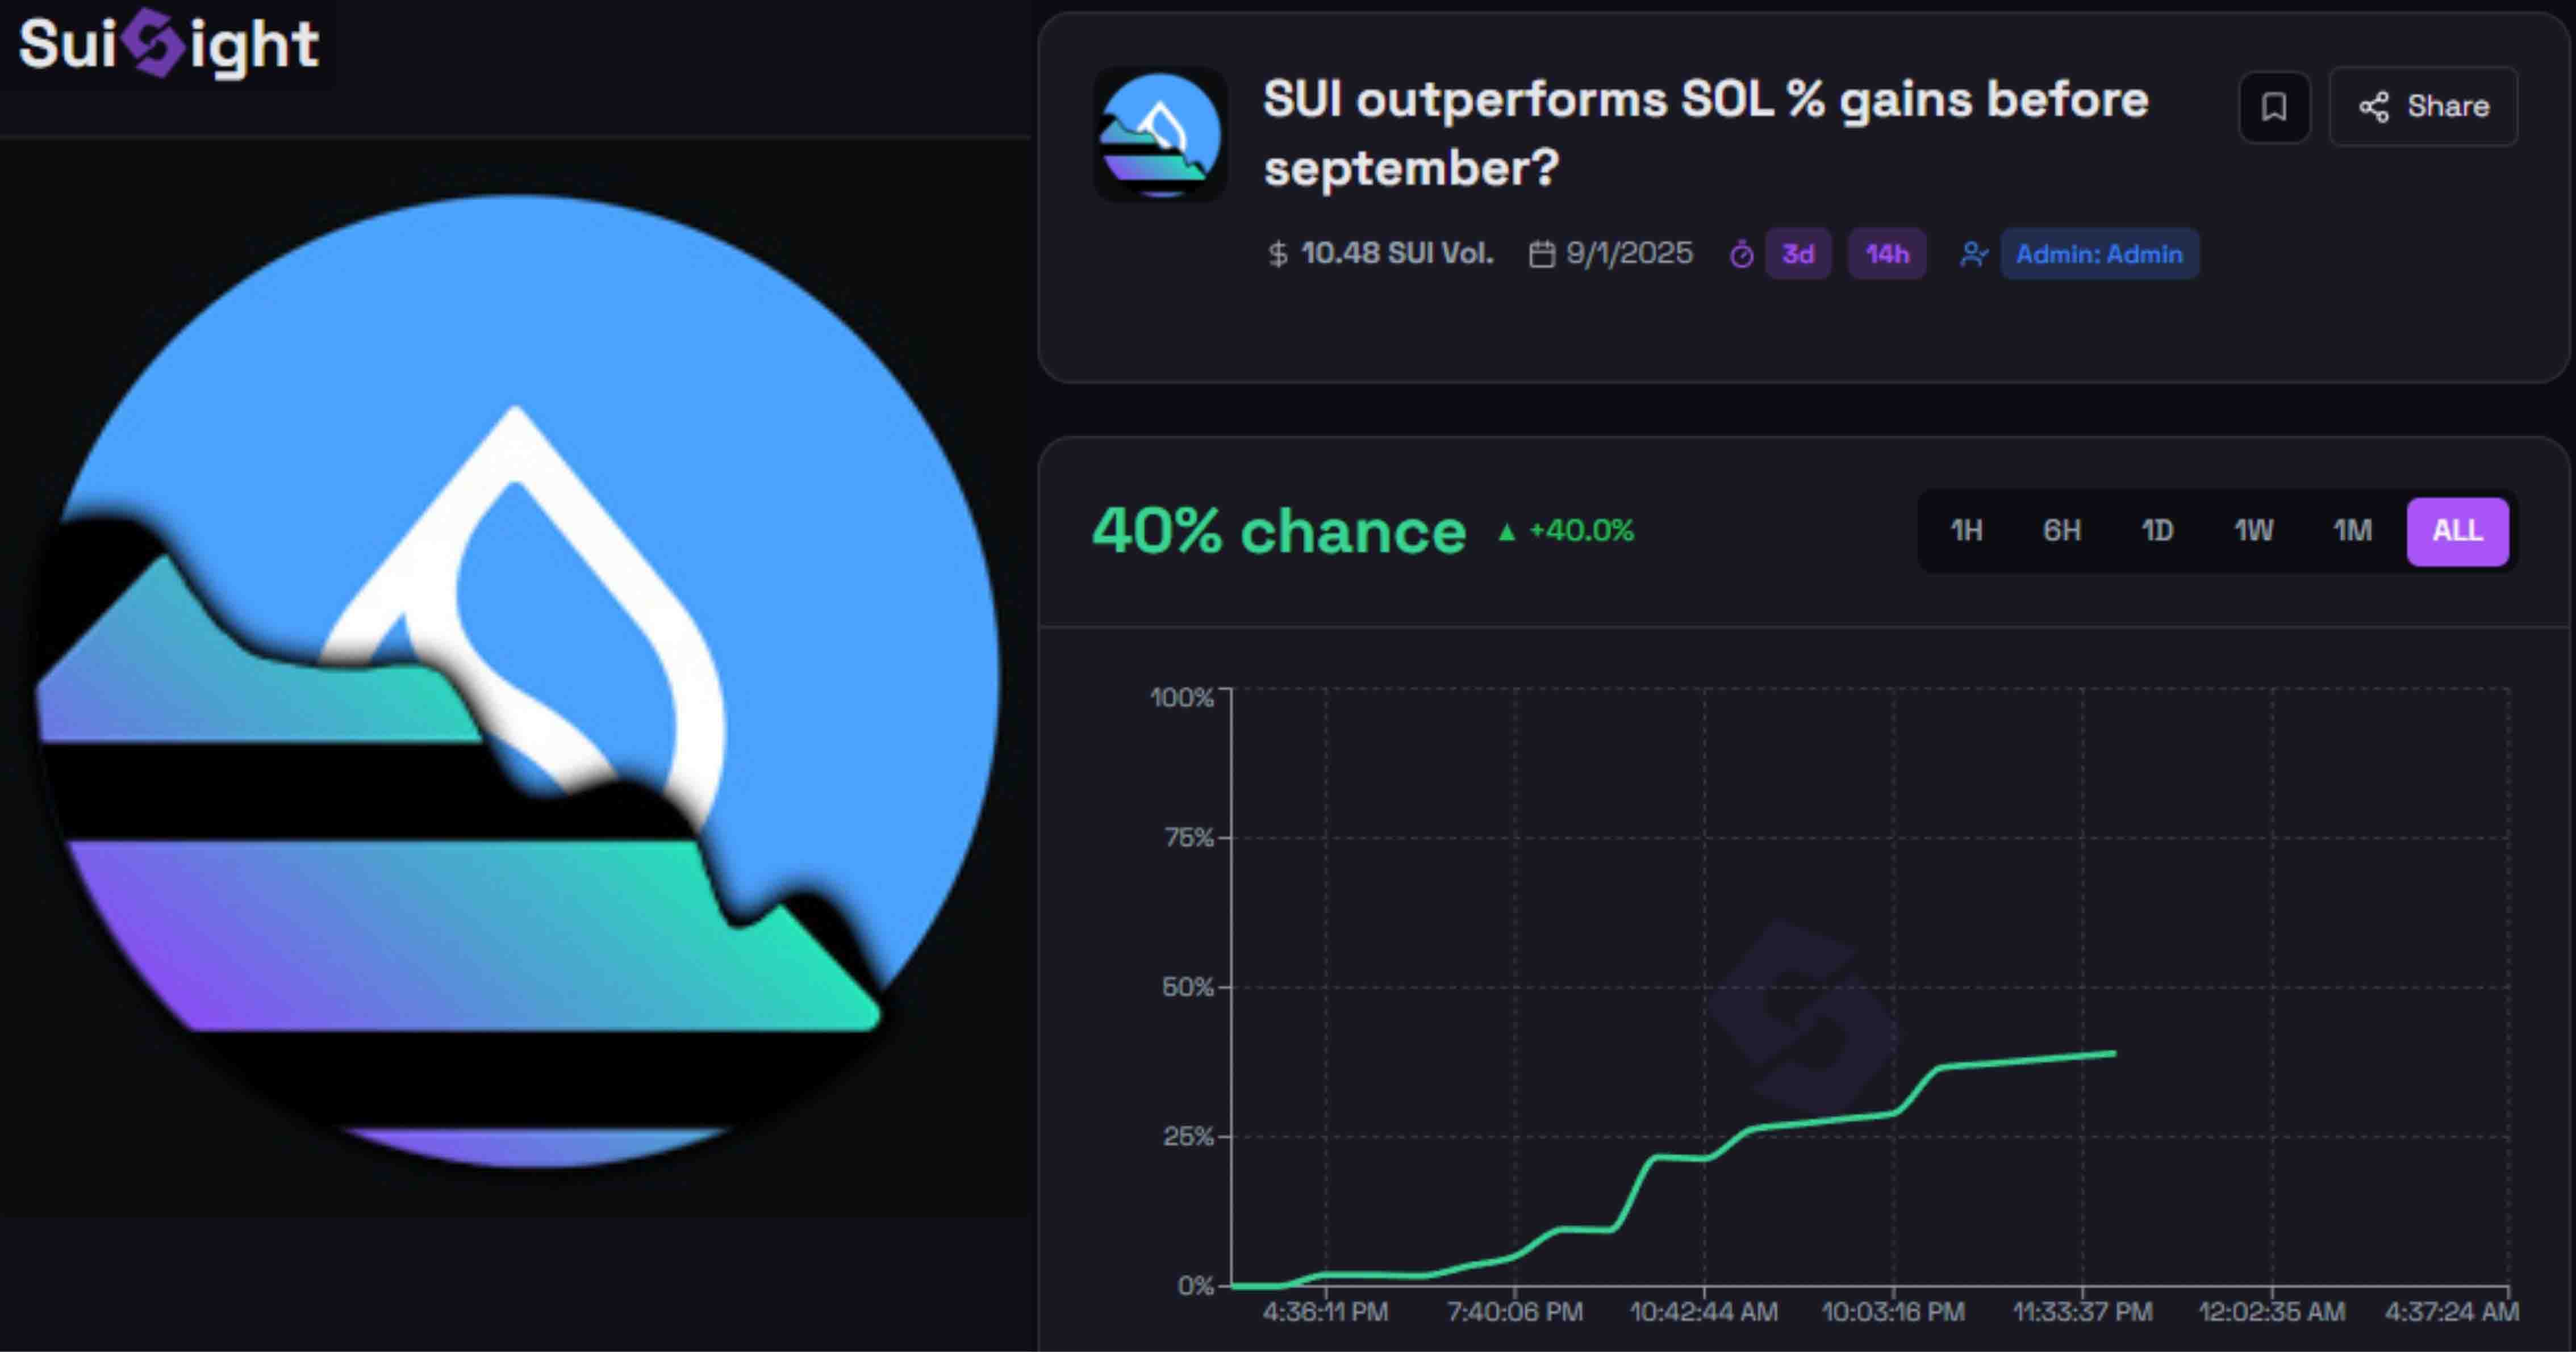 SuiSight
SUI outperforms SOL % gains before
september?
Share
$ 10.48 SUI Vol. 9/1/2025 3d 14h Admin: Admin
40% chance ▲ +40.0%
1H 6H 1D 1W 1M ALL
100%
75%
50%
25%
0%
4:36:11 PM 7:40:06 PM 10:42:44 AM 10:03:16 PM 11:33:37 PM 12:02:35 AM 4:37:24 AM